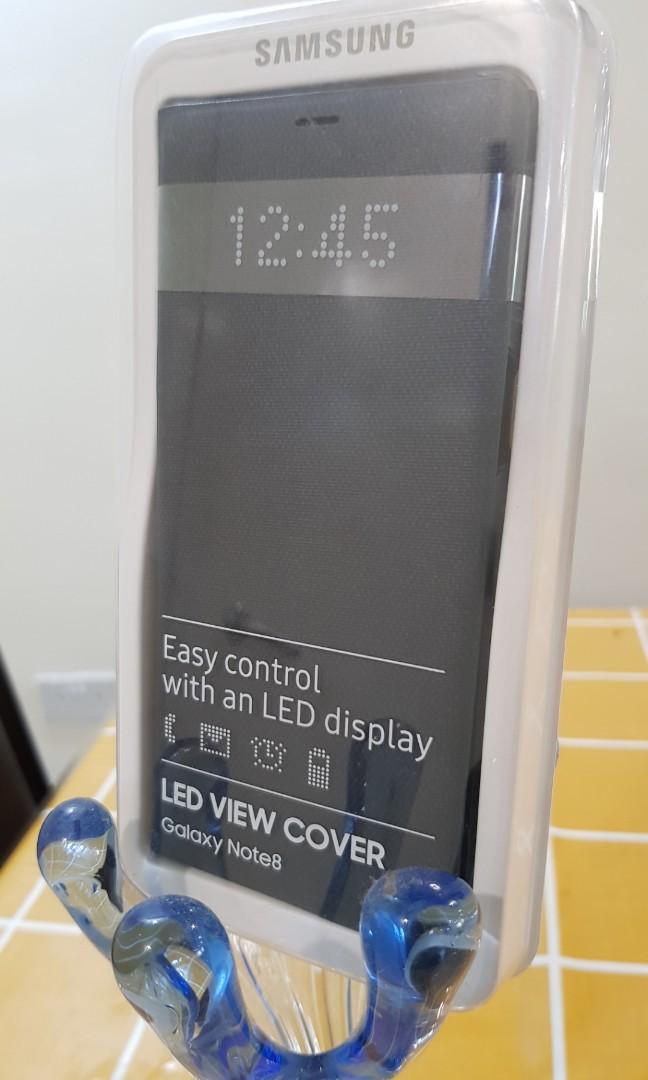 SAMSUNG
12:45
Easy control
with an LED display
LED VIEW COVER
Galaxy Note8